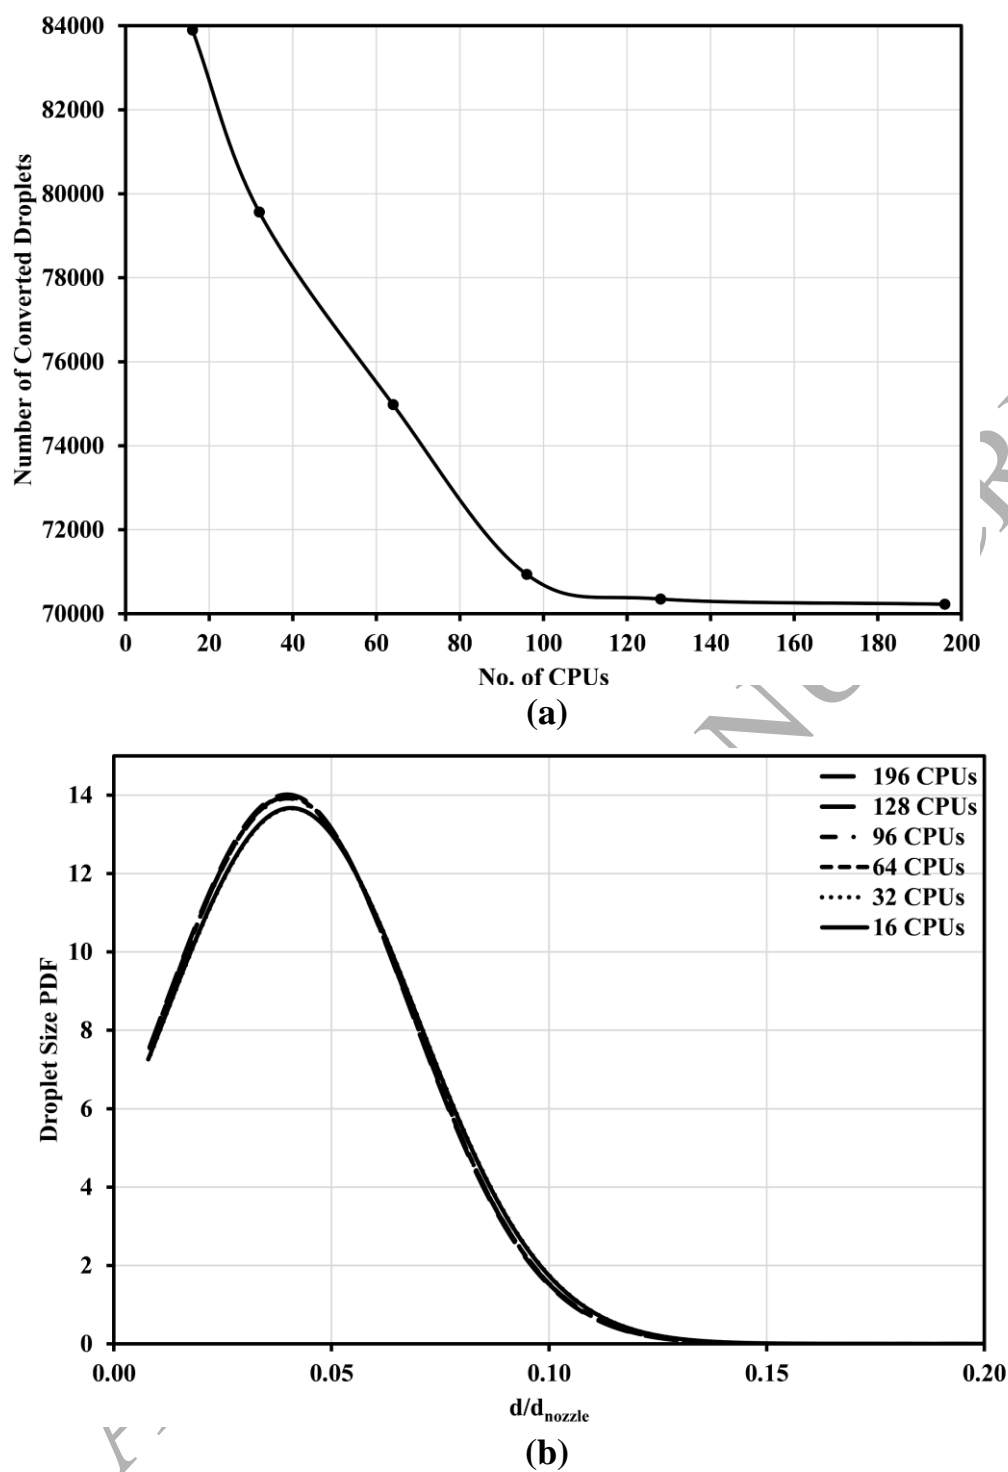 84000
82000
80000
78000
76000
74000
72000
70000
Number of Converted Droplets
0 20 40 60 80 100 120 140 160 180 200
No. of CPUs
(a)
14
12
10
8
6
4
2
0
Droplet Size PDF
196 CPUs
128 CPUs
96 CPUs
64 CPUs
32 CPUs
16 CPUs
0.00 0.05 0.10 0.15 0.20
d/dnozzle
(b)